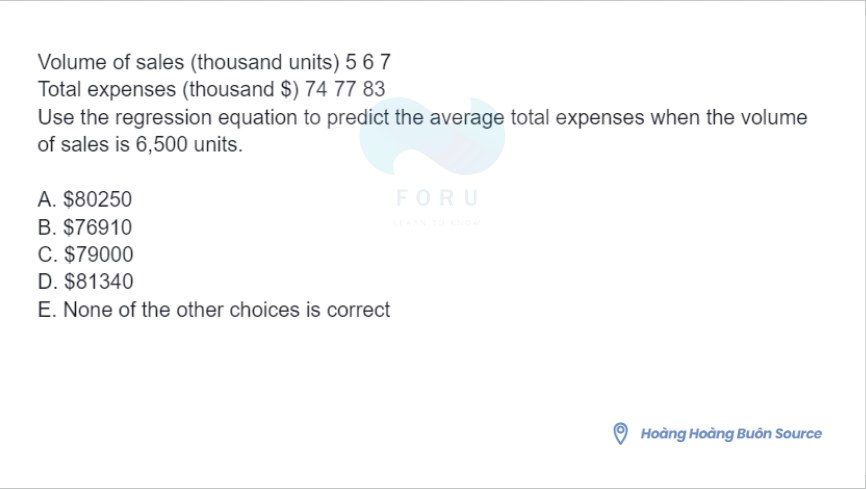 Volume of sales (thousand units) 5 6 7
Total expenses (thousand $) 74 77 83
Use the regression equation to predict the average total expenses when the volume
of sales is 6,500 units.
A. $80250
B. $76910
C. $79000
D. $81340
E. None of the other choices is correct
FORU
Hoàng Hoàng Buôn Source